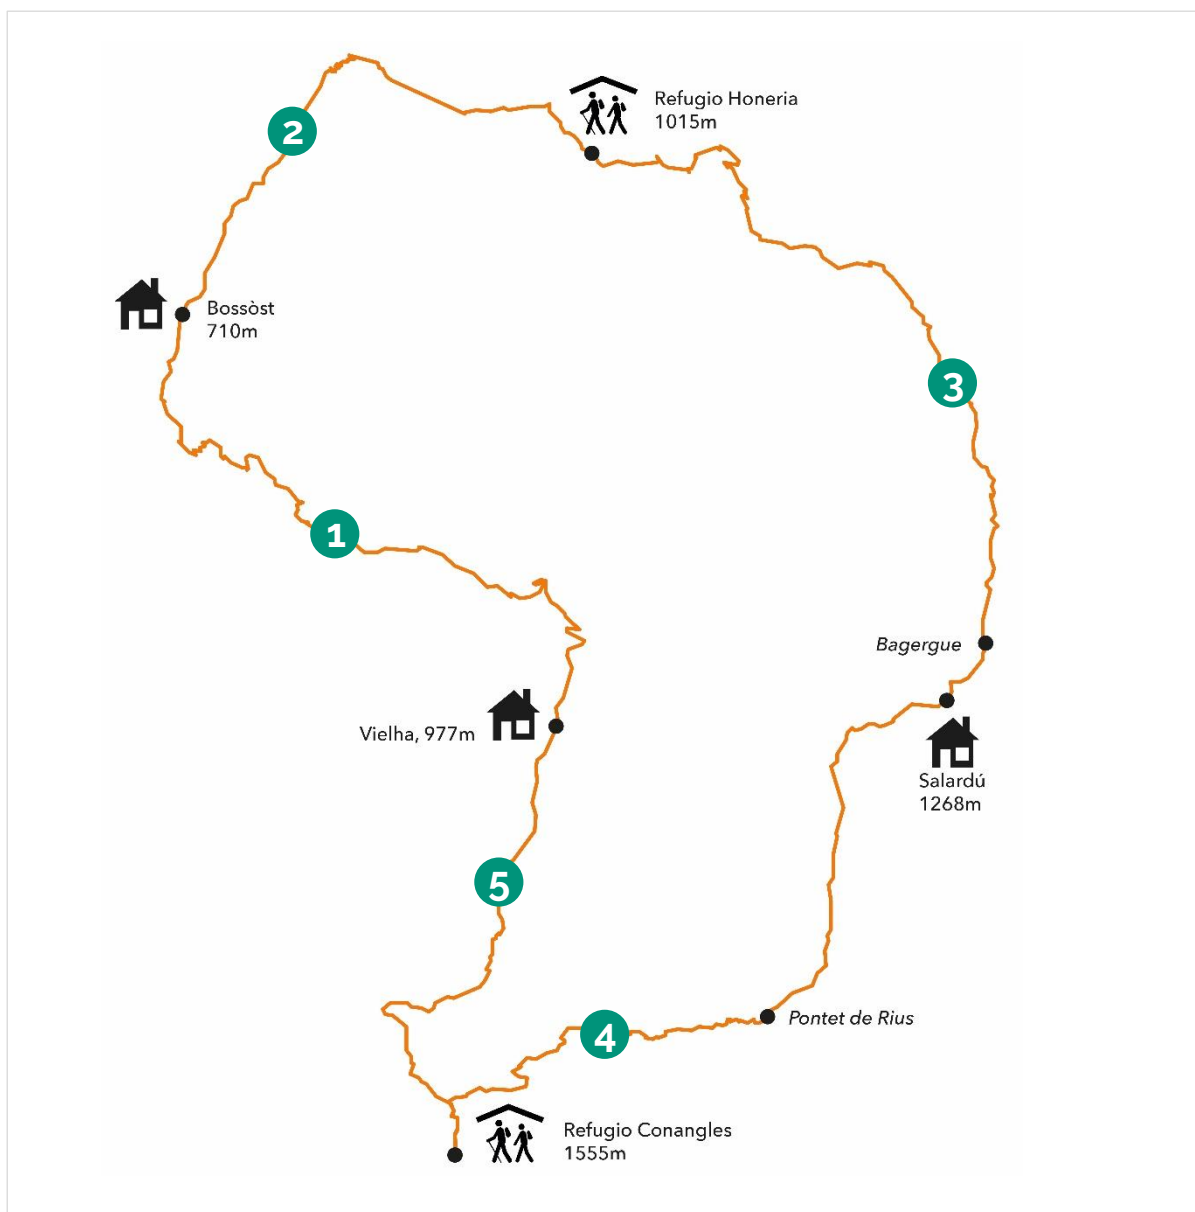 Refugio Honeria
1015m
2
Bossòst
710m
3
1
Bagergue
Vielha, 977m
Salardú
1268m
5
Pontet de Rius
4
Refugio Conangles
1555m